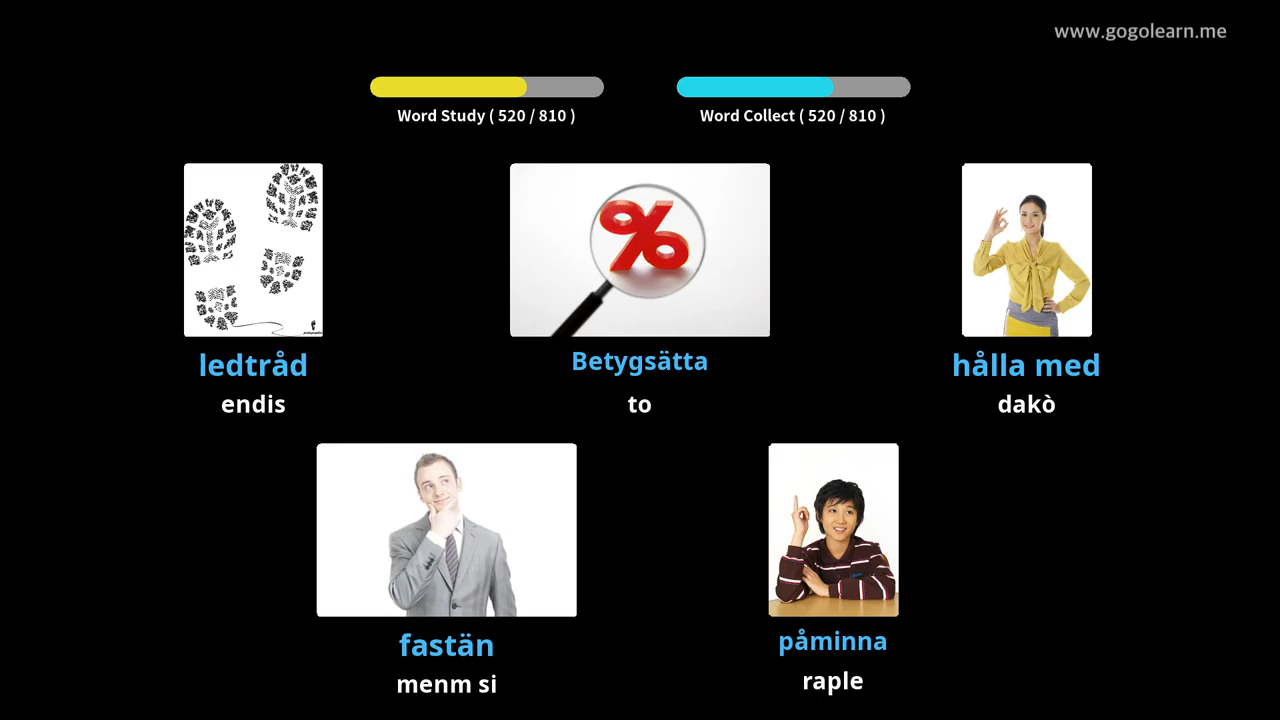 www.gogolearn.me
Word Study ( 520 / 810 )
Word Collect ( 520 / 810 )
ledtråd
endis
Betygsätta
to
hålla med
dakò
fastän
menm si
påminna
raple